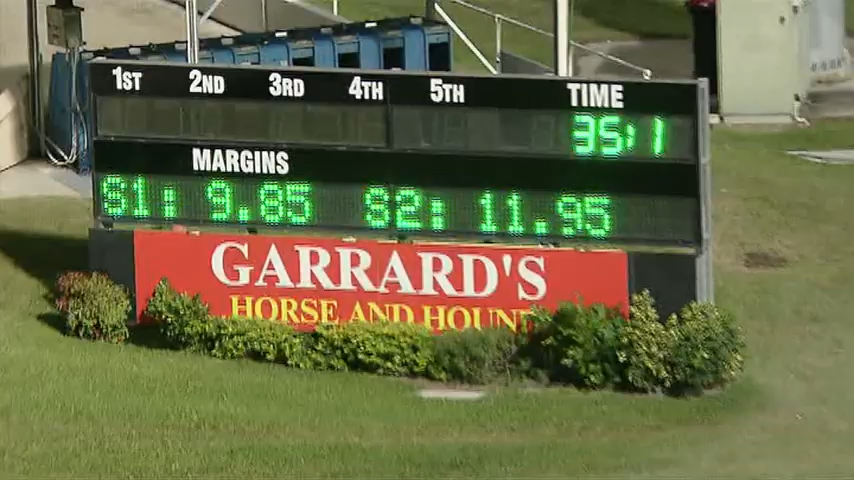 1ST 2ND 3RD 4TH 5TH TIME
35:1
MARGINS
S1: 9.85 S2: 11.95
GARRARD'S
HORSE AND HOUND